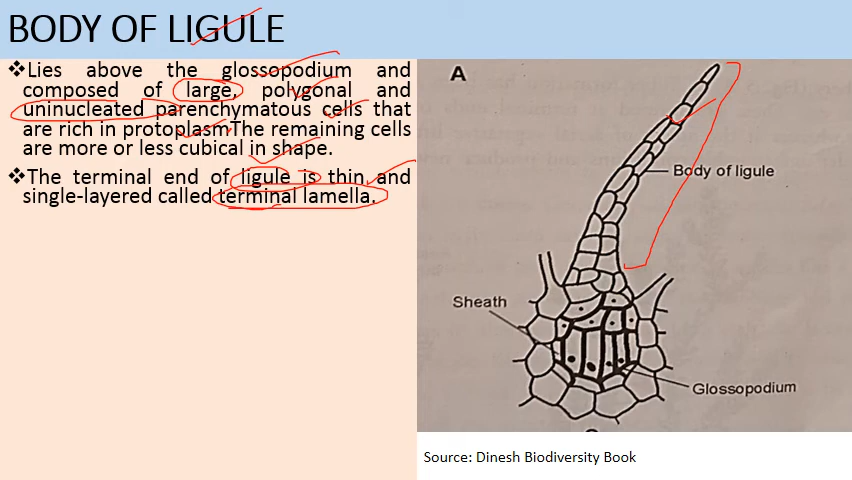 BODY OF LIGULE
❖Lies above the glossopodium and
composed of large, polygonal and
uninucleated parenchymatous cells that
are rich in protoplasm.The remaining cells
are more or less cubical in shape.
❖The terminal end of ligule is thin and
single-layered called terminal lamella.
A
Body of ligule
Sheath
Glossopodium
Source: Dinesh Biodiversity Book